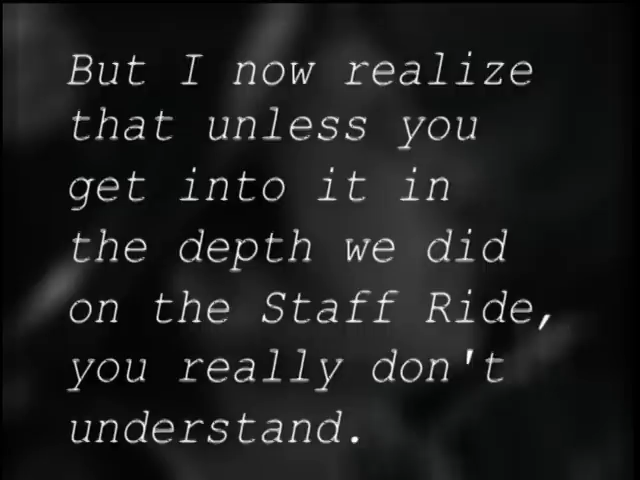 But I now realize
that unless you
get into it in
the depth we did
on the Staff Ride,
you really don't
understand.